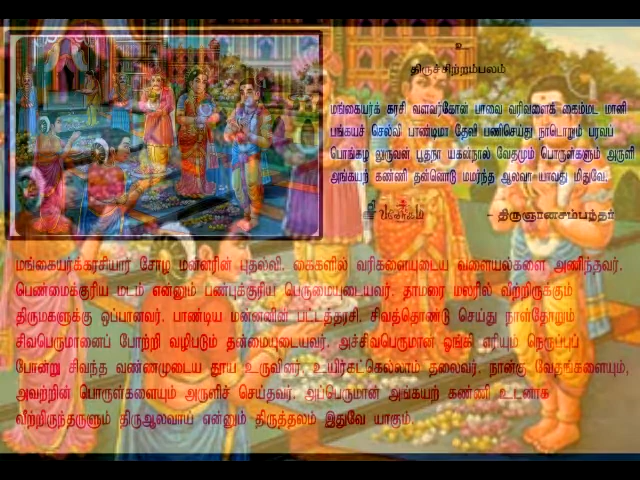 உ
திருச்சிற்றம்பலம்
மங்கையர்க் கரசி வளவர்கோன் பாவை வரிவளைக் கைம்மட மானி
பங்கயச் செல்வி பாண்டிமா தேவி பணிசெய்து நாடொறும் பரவப்
பொங்கழ லுருவன் பூதநா யகன்நால் வேதமும் பொருள்களும் அருளி
அங்கயற் கண்ணி தன்னொடு மமர்ந்த ஆலவா யாவது மிதுவே.
- திருஞானசம்பந்தர்
மங்கையர்க்கரசியார் சோழ மன்னரின் புதல்வி. கைகளில் வரிகளையுடைய வளையல்களை அணிந்தவர்.
பெண்மைக்குரிய மடம் என்னும் பண்புக்குரிய பெருமையுடையவர். தாமரை மலரில் வீற்றிருக்கும்
திருமகளுக்கு ஒப்பானவர். பாண்டிய மன்னனின் பட்டத்தரசி. சிவத்தொண்டு செய்து நாள்தோறும்
சிவபெருமானைப் போற்றி வழிபடும் தன்மையுடையவர். அச்சிவபெருமான் ஓங்கி எரியும் நெருப்புப்
போன்று சிவந்த வண்ணமுடைய தூய உருவினர். உயிர்கட்கெல்லாம் தலைவர். நான்கு வேதங்களையும்,
அவற்றின் பொருள்களையும் அருளிச் செய்தவர். அப்பெருமான் அங்கயற் கண்ணி உடனாக
வீற்றிருந்தருளும் திருஆலவாய் என்னும் திருத்தலம் இதுவே யாகும்.